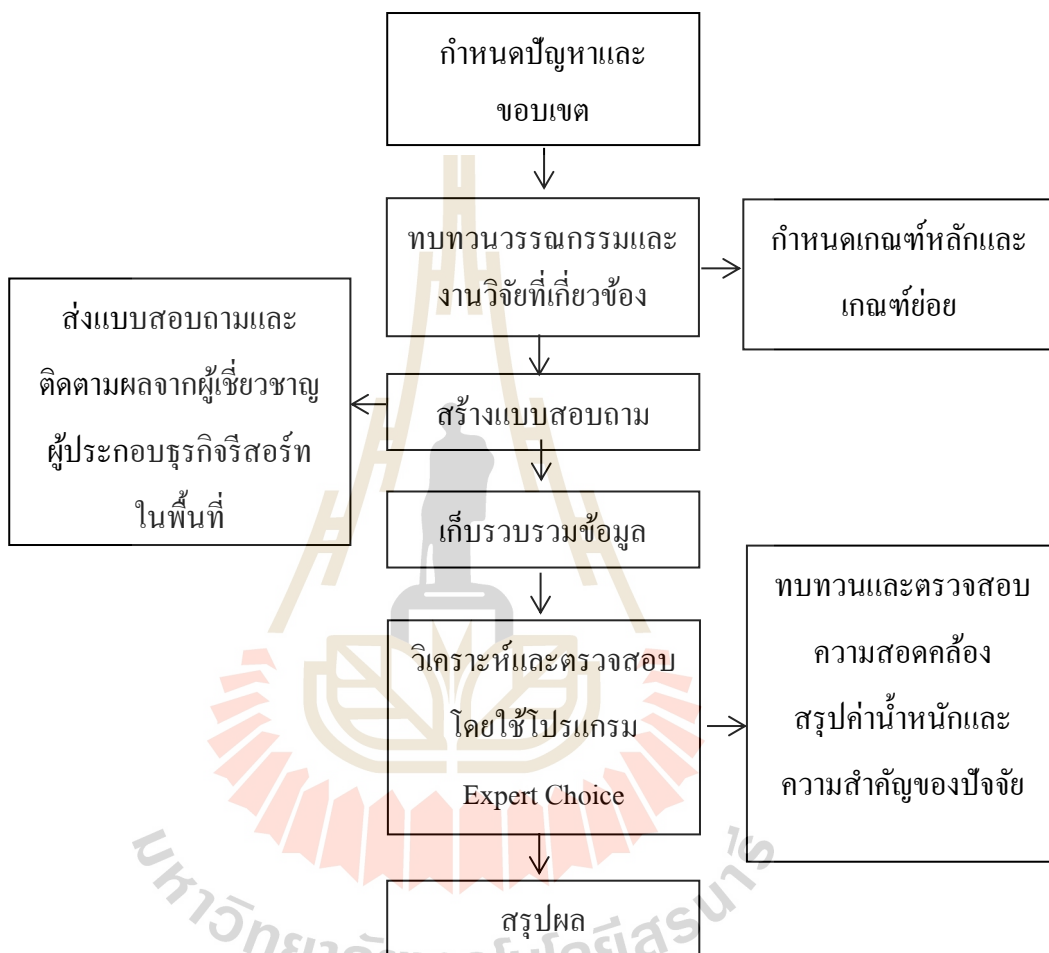 กำหนดปัญหาและ
ขอบเขต
ทบทวนวรรณกรรมและ
งานวิจัยที่เกี่ยวข้อง
กำหนดเกณฑ์หลักและ
เกณฑ์ย่อย
ส่งแบบสอบถามและ
ติดตามผลจากผู้เชี่ยวชาญ
ผู้ประกอบธุรกิจรีสอร์ท
ในพื้นที่
สร้างแบบสอบถาม
เก็บรวบรวมข้อมูล
วิเคราะห์และตรวจสอบ
โดยใช้โปรแกรม
Expert Choice
ทบทวนและตรวจสอบ
ความสอดคล้อง
สรุปค่าน้ำหนักและ
ความสำคัญของปัจจัย
สรุปผล